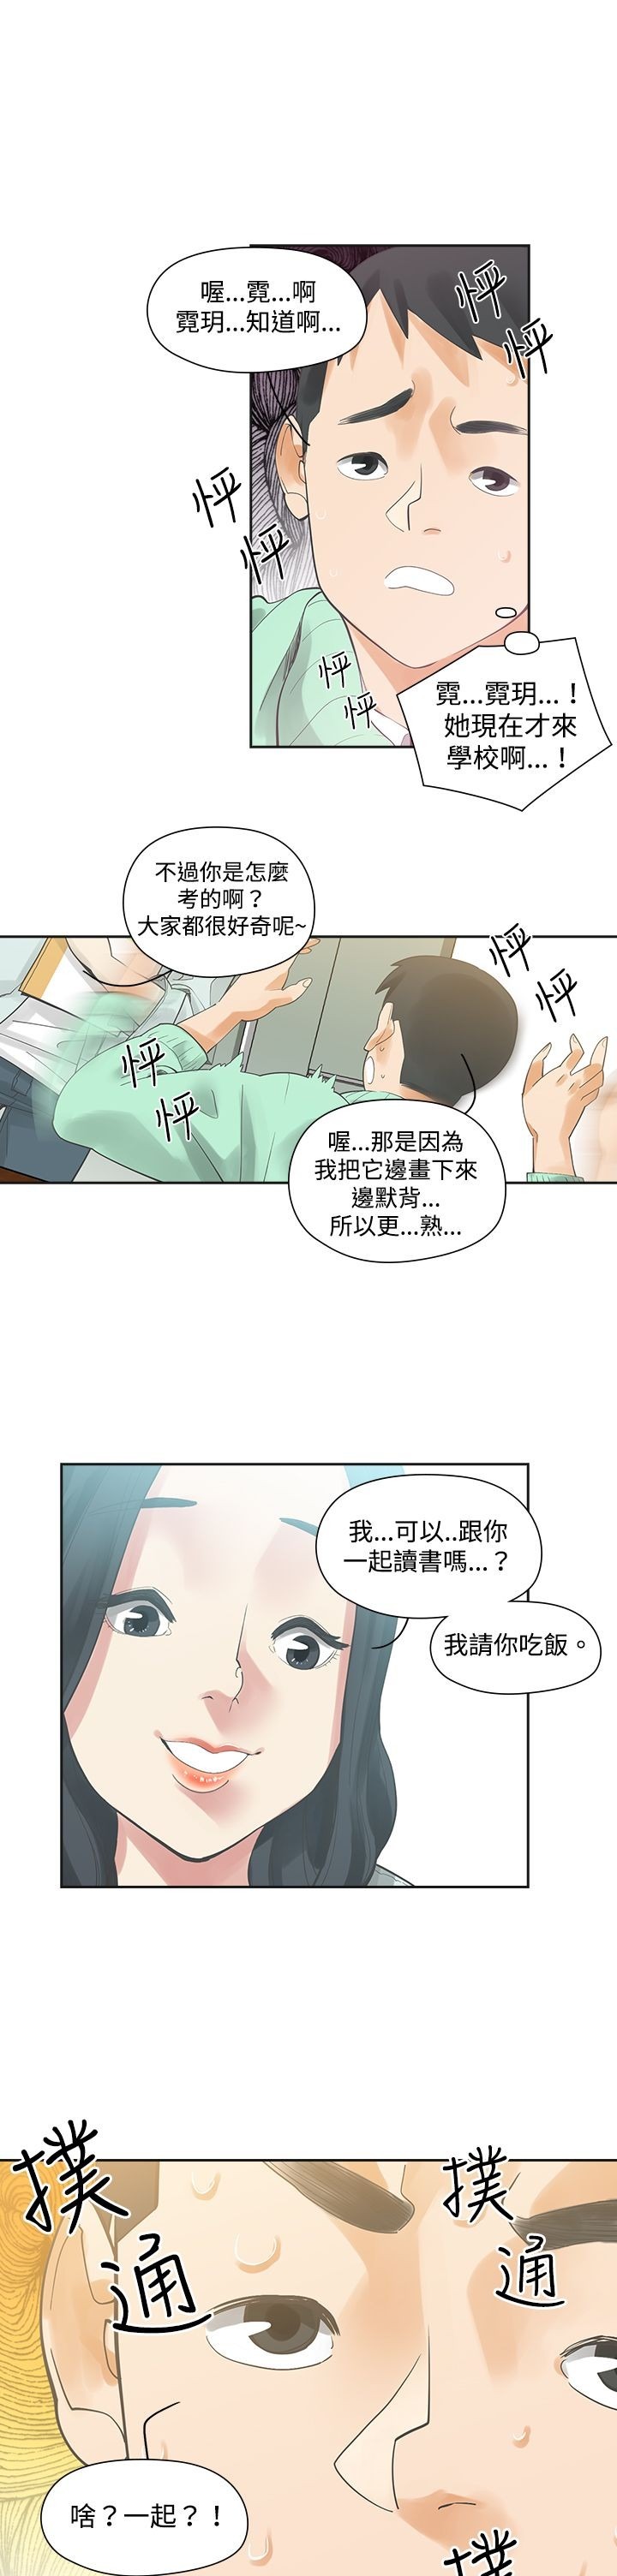 喔...霓...啊
霓玥...知道啊...
怦
怦
怦
怦
怦
怦
霓...霓玥...！
她現在才來
學校啊...！
不過你是怎麼
考的啊？
大家都很好奇呢~
怦
怦
怦
怦
喔...那是因為
我把它邊畫下來
邊默背...
所以更...熟...
我...可以..跟你
一起讀書嗎...？
我請你吃飯。
撲
通
撲
通
啥？一起？！
撲